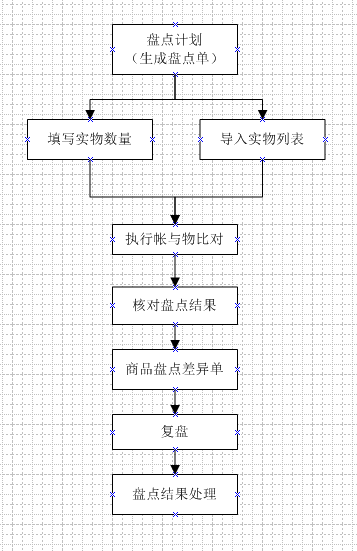 盘点计划
（生成盘点单）
填写实物数量
导入实物列表
执行帐与物比对
核对盘点结果
商品盘点差异单
复盘
盘点结果处理